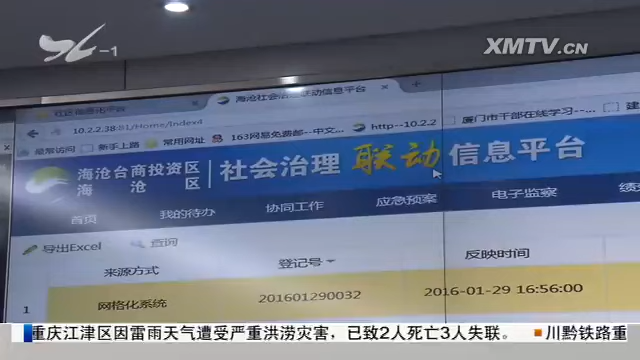 -1
XMTV.CN
海沧社会治理联动信息平台
10.2.2.38:81/Home/Index#
最常访问 新手上路 常用网址 163网易免费邮--中文... http--10.2.2 厦门市干部在线学习--... 建
海沧台商投资区
海沧区
社会治理 联动 信息平台
首页 我的待办 协同工作 应急预案 电子监察 绩
导出Excel 查询
来源方式 登记号 反映时间
1 网格化系统 201601290032 2016-01-29 16:56:00
重庆江津区因雷雨天气遭受严重洪涝灾害，已致2人死亡3人失联。 川黔铁路重